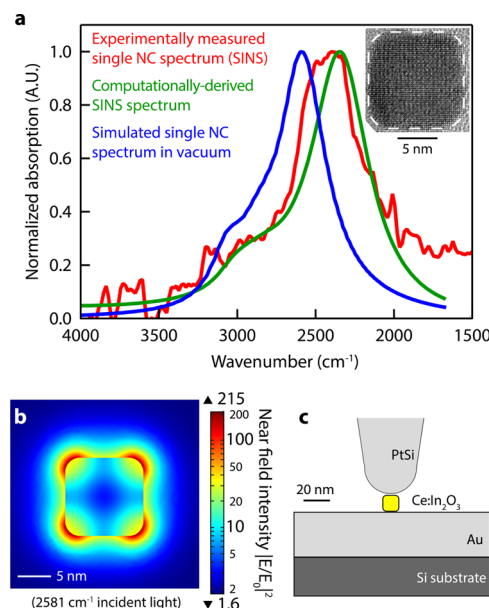 a
Experimentally measured
single NC spectrum (SINS)
Computationally-derived
SINS spectrum
Simulated single NC
spectrum in vacuum
5 nm
Normalized absorption (A.U.)
1.0
0.8
0.6
0.4
0.2
0.0
4000 3500 3000 2500 2000 1500
Wavenumber (cm⁻¹)
b
5 nm
(2581 cm⁻¹ incident light)
▲ 215
200
100
50
20
10
5
2
▼ 1.6
Near field intensity |E/E₀|²
c
PtSi
20 nm
Ce:In₂O₃
Au
Si substrate